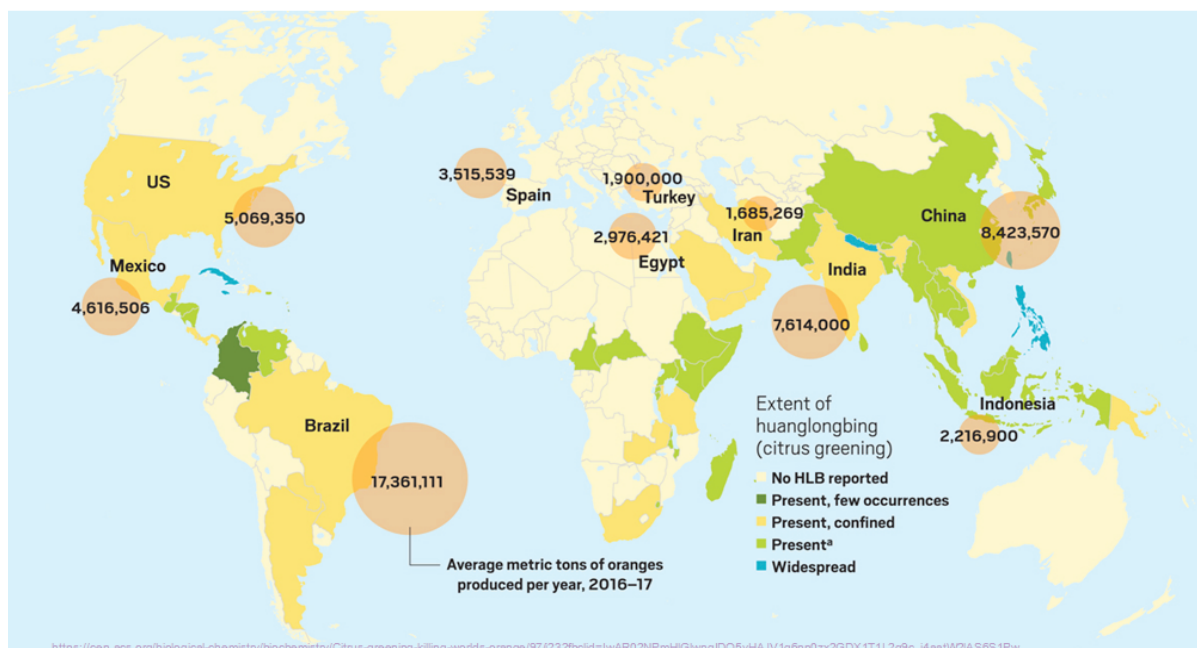 US
5,069,350
Mexico
4,616,506
Brazil
17,361,111
Average metric tons of oranges
produced per year, 2016–17
3,515,539
Spain
1,900,000
Turkey
2,976,421
Egypt
1,685,269
Iran
India
7,614,000
China
8,423,570
Indonesia
2,216,900
Extent of
huanglongbing
(citrus greening)
No HLB reported
Present, few occurrences
Present, confined
Presentᵃ
Widespread